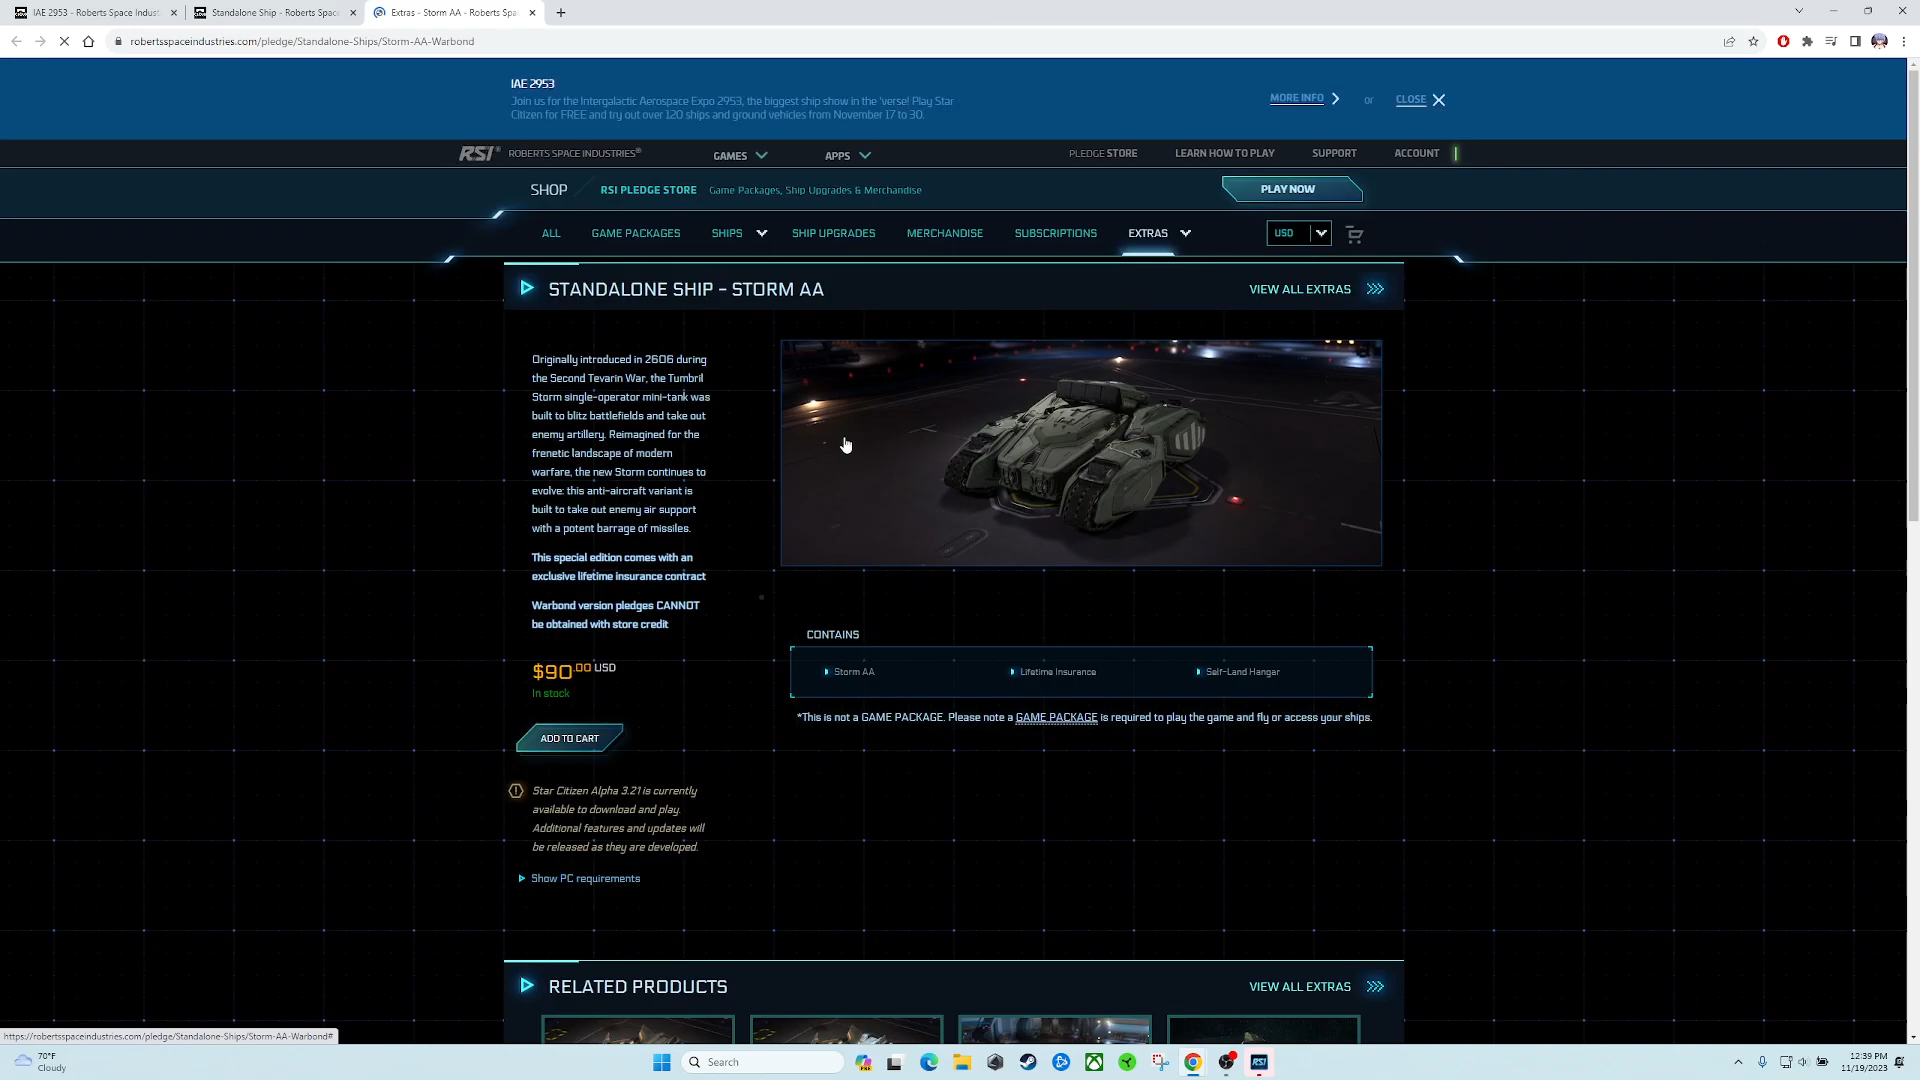 IAE 2953 - Roberts Space Indust
Standalone Ship - Roberts Space
Extras - Storm AA - Roberts Spa
robertsspaceindustries.com/pledge/Standalone-Ships/Storm-AA-Warbond
IAE 2953
Join us for the Intergalactic Aerospace Expo 2953, the biggest ship show in the 'verse! Play Star
Citizen for FREE and try out over 120 ships and ground vehicles from November 17 to 30.
MORE INFO
or
CLOSE
RSI®
ROBERTS SPACE INDUSTRIES®
GAMES
APPS
PLEDGE STORE
LEARN HOW TO PLAY
SUPPORT
ACCOUNT
SHOP
RSI PLEDGE STORE
Game Packages, Ship Upgrades & Merchandise
PLAY NOW
ALL
GAME PACKAGES
SHIPS
SHIP UPGRADES
MERCHANDISE
SUBSCRIPTIONS
EXTRAS
USD
STANDALONE SHIP - STORM AA
VIEW ALL EXTRAS
Originally introduced in 2606 during
the Second Tevarin War, the Tumbril
Storm single-operator mini-tank was
built to blitz battlefields and take out
enemy artillery. Reimagined for the
frenetic landscape of modern
warfare, the new Storm continues to
evolve: this anti-aircraft variant is
built to take out enemy air support
with a potent barrage of missiles.
This special edition comes with an
exclusive lifetime insurance contract
Warbond version pledges CANNOT
be obtained with store credit
$90.00 USD
In stock
ADD TO CART
Star Citizen Alpha 3.21 is currently
available to download and play.
Additional features and updates will
be released as they are developed.
Show PC requirements
CONTAINS
Storm AA
Lifetime Insurance
Self-Land Hangar
*This is not a GAME PACKAGE. Please note a GAME PACKAGE is required to play the game and fly or access your ships.
RELATED PRODUCTS
VIEW ALL EXTRAS
https://robertsspaceindustries.com/pledge/Standalone-Ships/Storm-AA-Warbond#
70°F
Cloudy
Search
RSI
12:39 PM
11/19/2023